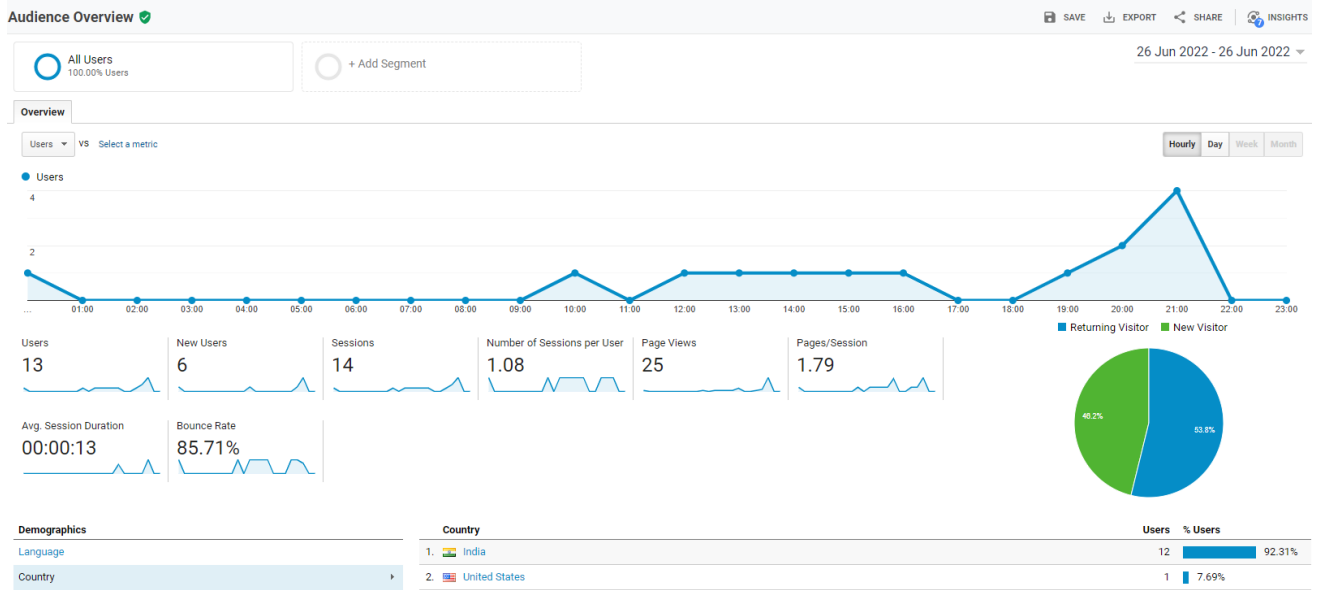 Audience Overview
SAVE EXPORT SHARE 7 INSIGHTS
All Users
100.00% Users
+ Add Segment
26 Jun 2022 - 26 Jun 2022
Overview
Users VS Select a metric
Hourly Day Week Month
Users
4
2
... 01:00 02:00 03:00 04:00 05:00 06:00 07:00 08:00 09:00 10:00 11:00 12:00 13:00 14:00 15:00 16:00 17:00 18:00 19:00 20:00 21:00 22:00 23:00
Returning Visitor New Visitor
Users
13
New Users
6
Sessions
14
Number of Sessions per User
1.08
Page Views
25
Pages/Session
1.79
Avg. Session Duration
00:00:13
Bounce Rate
85.71%
46.2%
53.8%
Demographics
Language
Country
Country Users % Users
1. India 12 92.31%
2. United States 1 7.69%